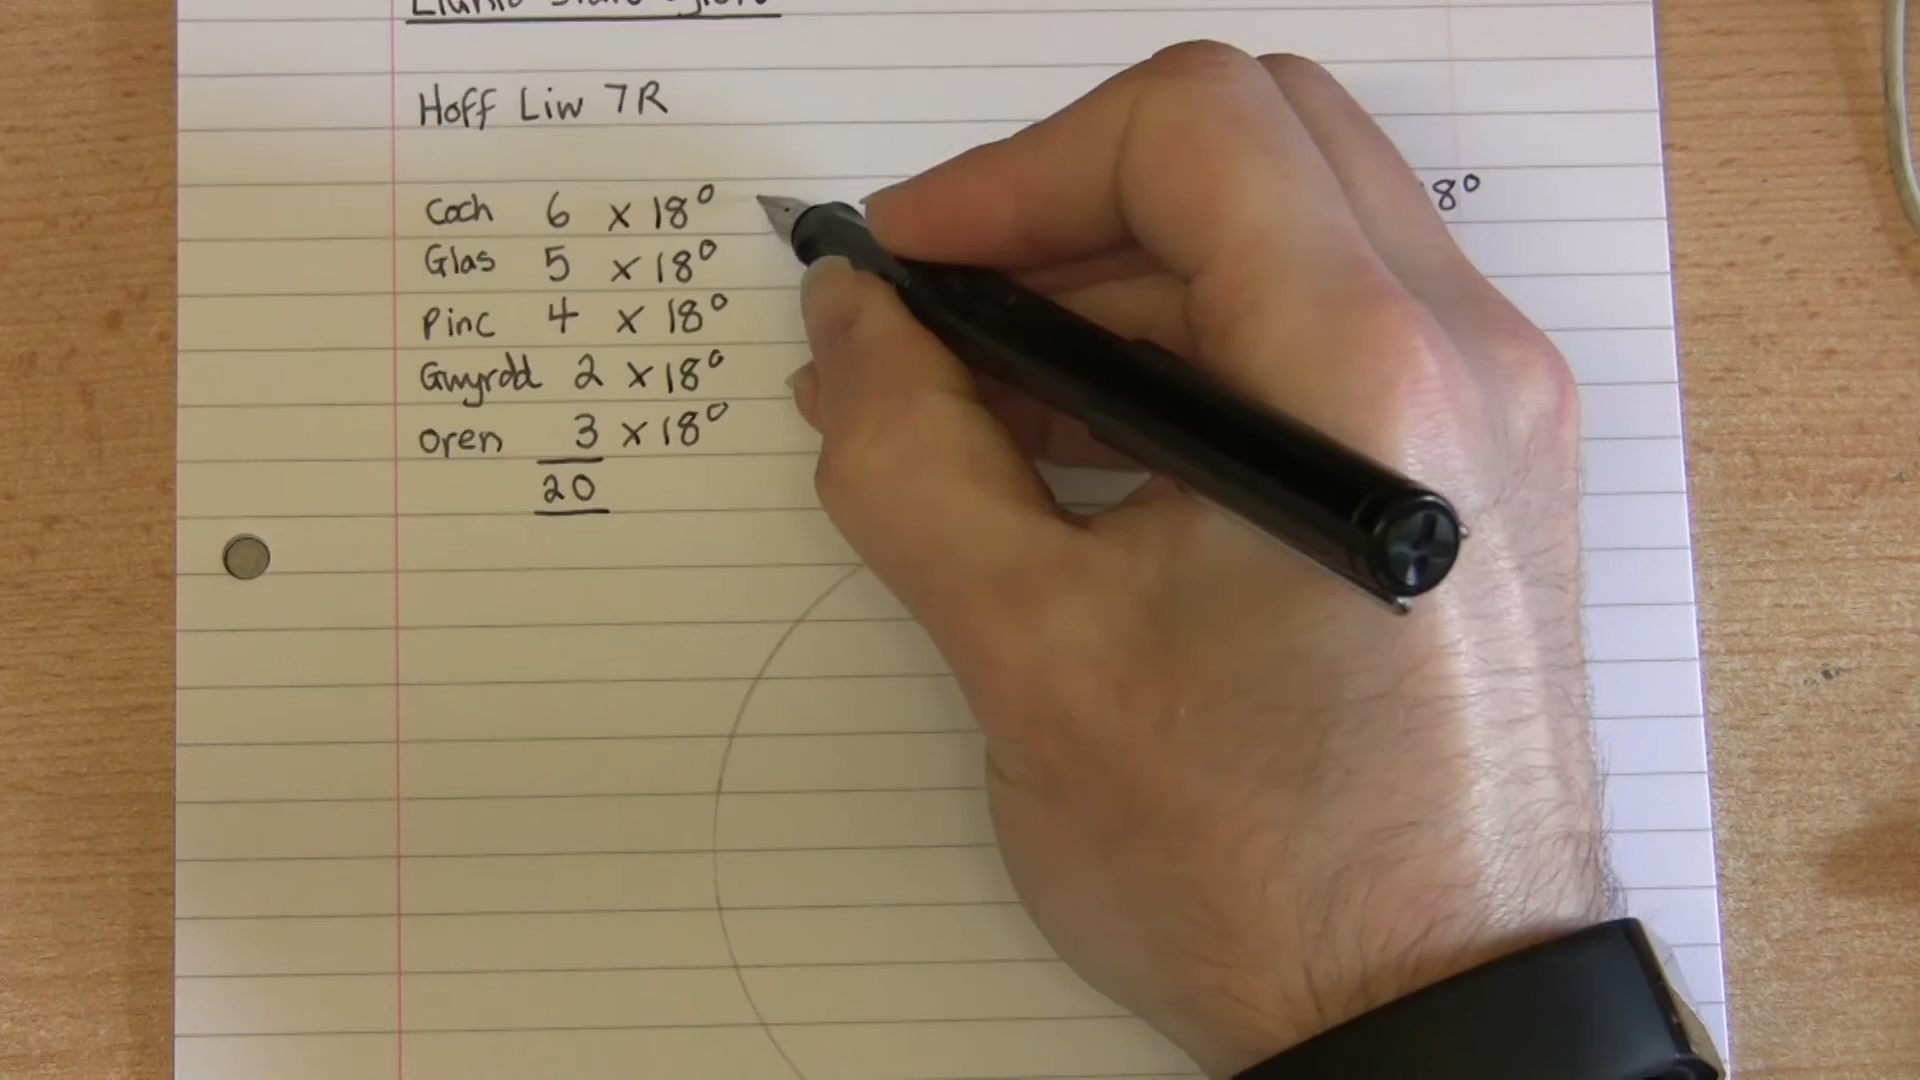 Hoff Liw 7R
Coch 6 x 18° 8°
Glas 5 x 18°
Pinc 4 x 18°
Gwyrdd 2 x 18°
Oren 3 x 18°
20